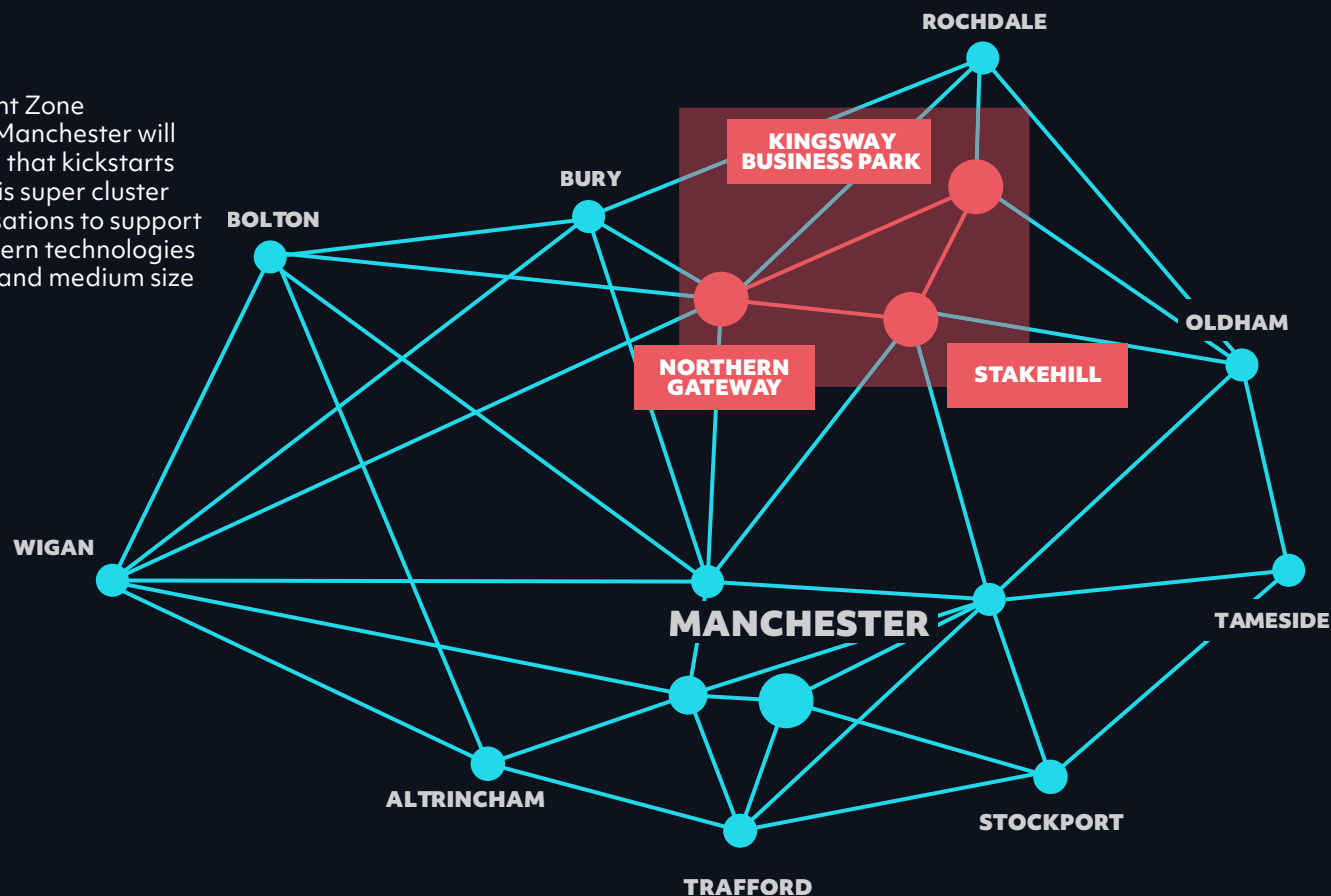 ROCHDALE
nt Zone
Manchester will
that kickstarts
is super cluster
sations to support
ern technologies
and medium size
KINGSWAY
BUSINESS PARK
BURY
BOLTON
OLDHAM
NORTHERN
GATEWAY
STAKEHILL
WIGAN
MANCHESTER
TAMESIDE
ALTRINCHAM
STOCKPORT
TRAFFORD